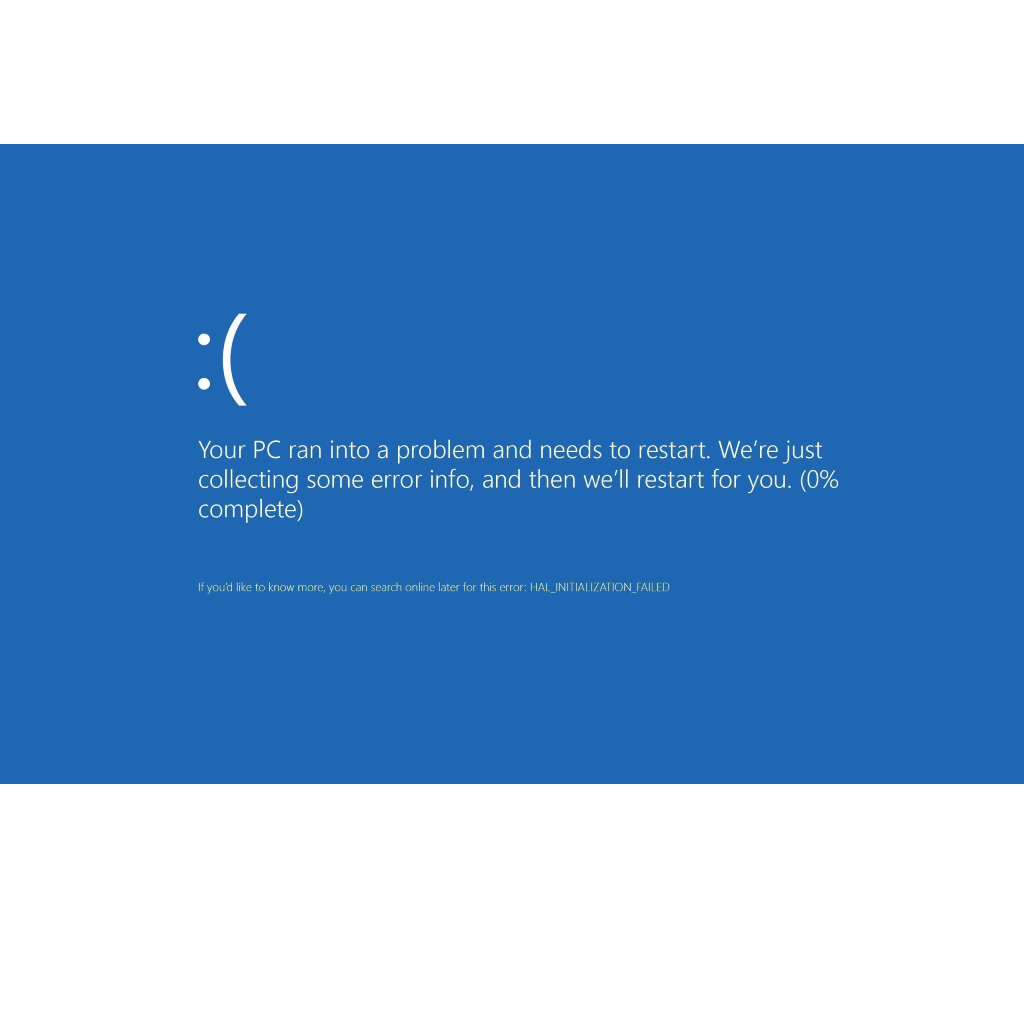 :(
Your PC ran into a problem and needs to restart. We’re just
collecting some error info, and then we’ll restart for you. (0%
complete)
If you’d like to know more, you can search online later for this error: HAL_INITIALIZATION_FAILED